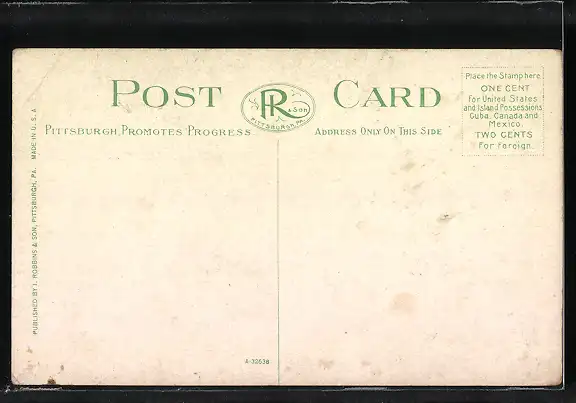 POST CARD
IR & SON
PITTSBURGH, PA.
PITTSBURGH PROMOTES PROGRESS
ADDRESS ONLY ON THIS SIDE
Place the Stamp here
ONE CENT
For United States
and Island Possessions
Cuba, Canada and
Mexico.
TWO CENTS
For Foreign.
PUBLISHED BY I. ROBBINS & SON, PITTSBURGH, PA. MADE IN U.S.A
A-32638